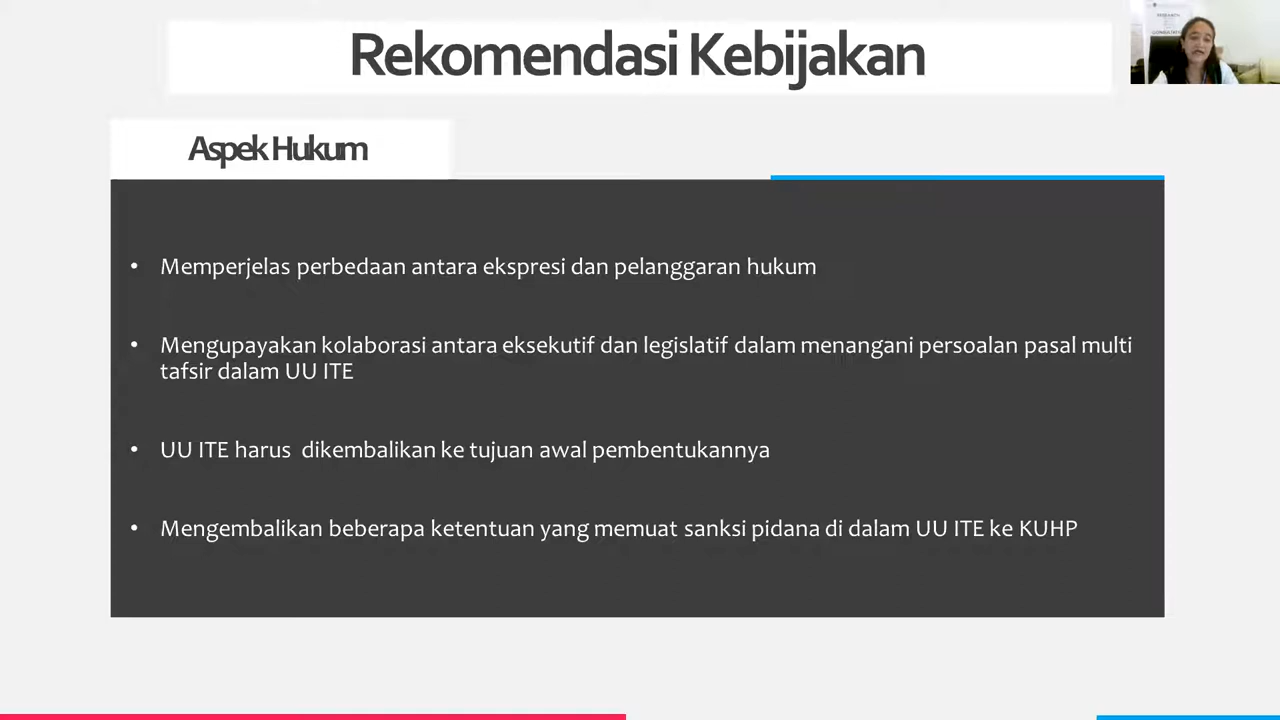 Rekomendasi Kebijakan
Aspek Hukum
• Memperjelas perbedaan antara ekspresi dan pelanggaran hukum
• Mengupayakan kolaborasi antara eksekutif dan legislatif dalam menangani persoalan pasal multi
tafsir dalam UU ITE
• UU ITE harus dikembalikan ke tujuan awal pembentukannya
• Mengembalikan beberapa ketentuan yang memuat sanksi pidana di dalam UU ITE ke KUHP